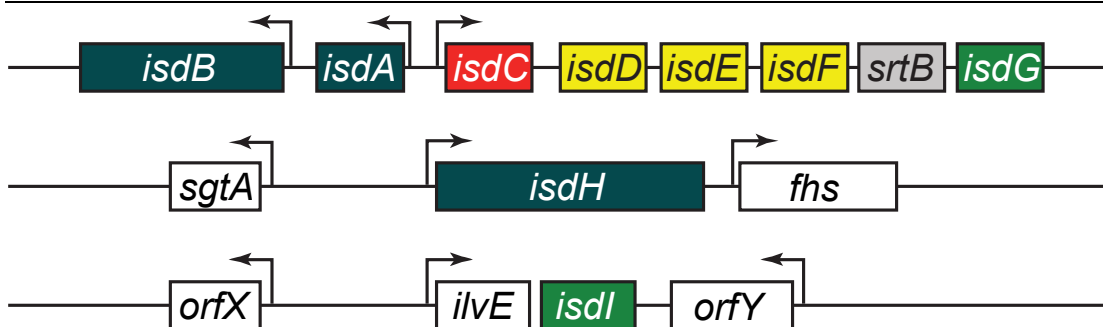 isdB isdA isdC isdD isdE isdF srtB isdG
sgtA isdH fhs
orfX ilvE isdI orfY